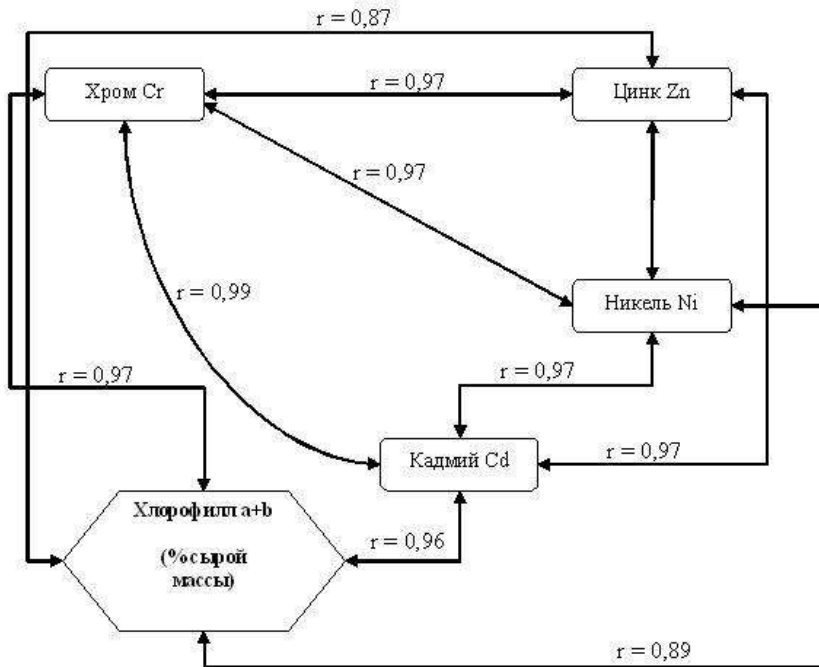 r = 0,87
Хром Cr
r = 0,97
Цинк Zn
r = 0,97
r = 0,99
Никель Ni
r = 0,97
r = 0,97
Кадмий Cd
r = 0,97
Хлорофилл a+b
(% сырой
массы)
r = 0,96
r = 0,89